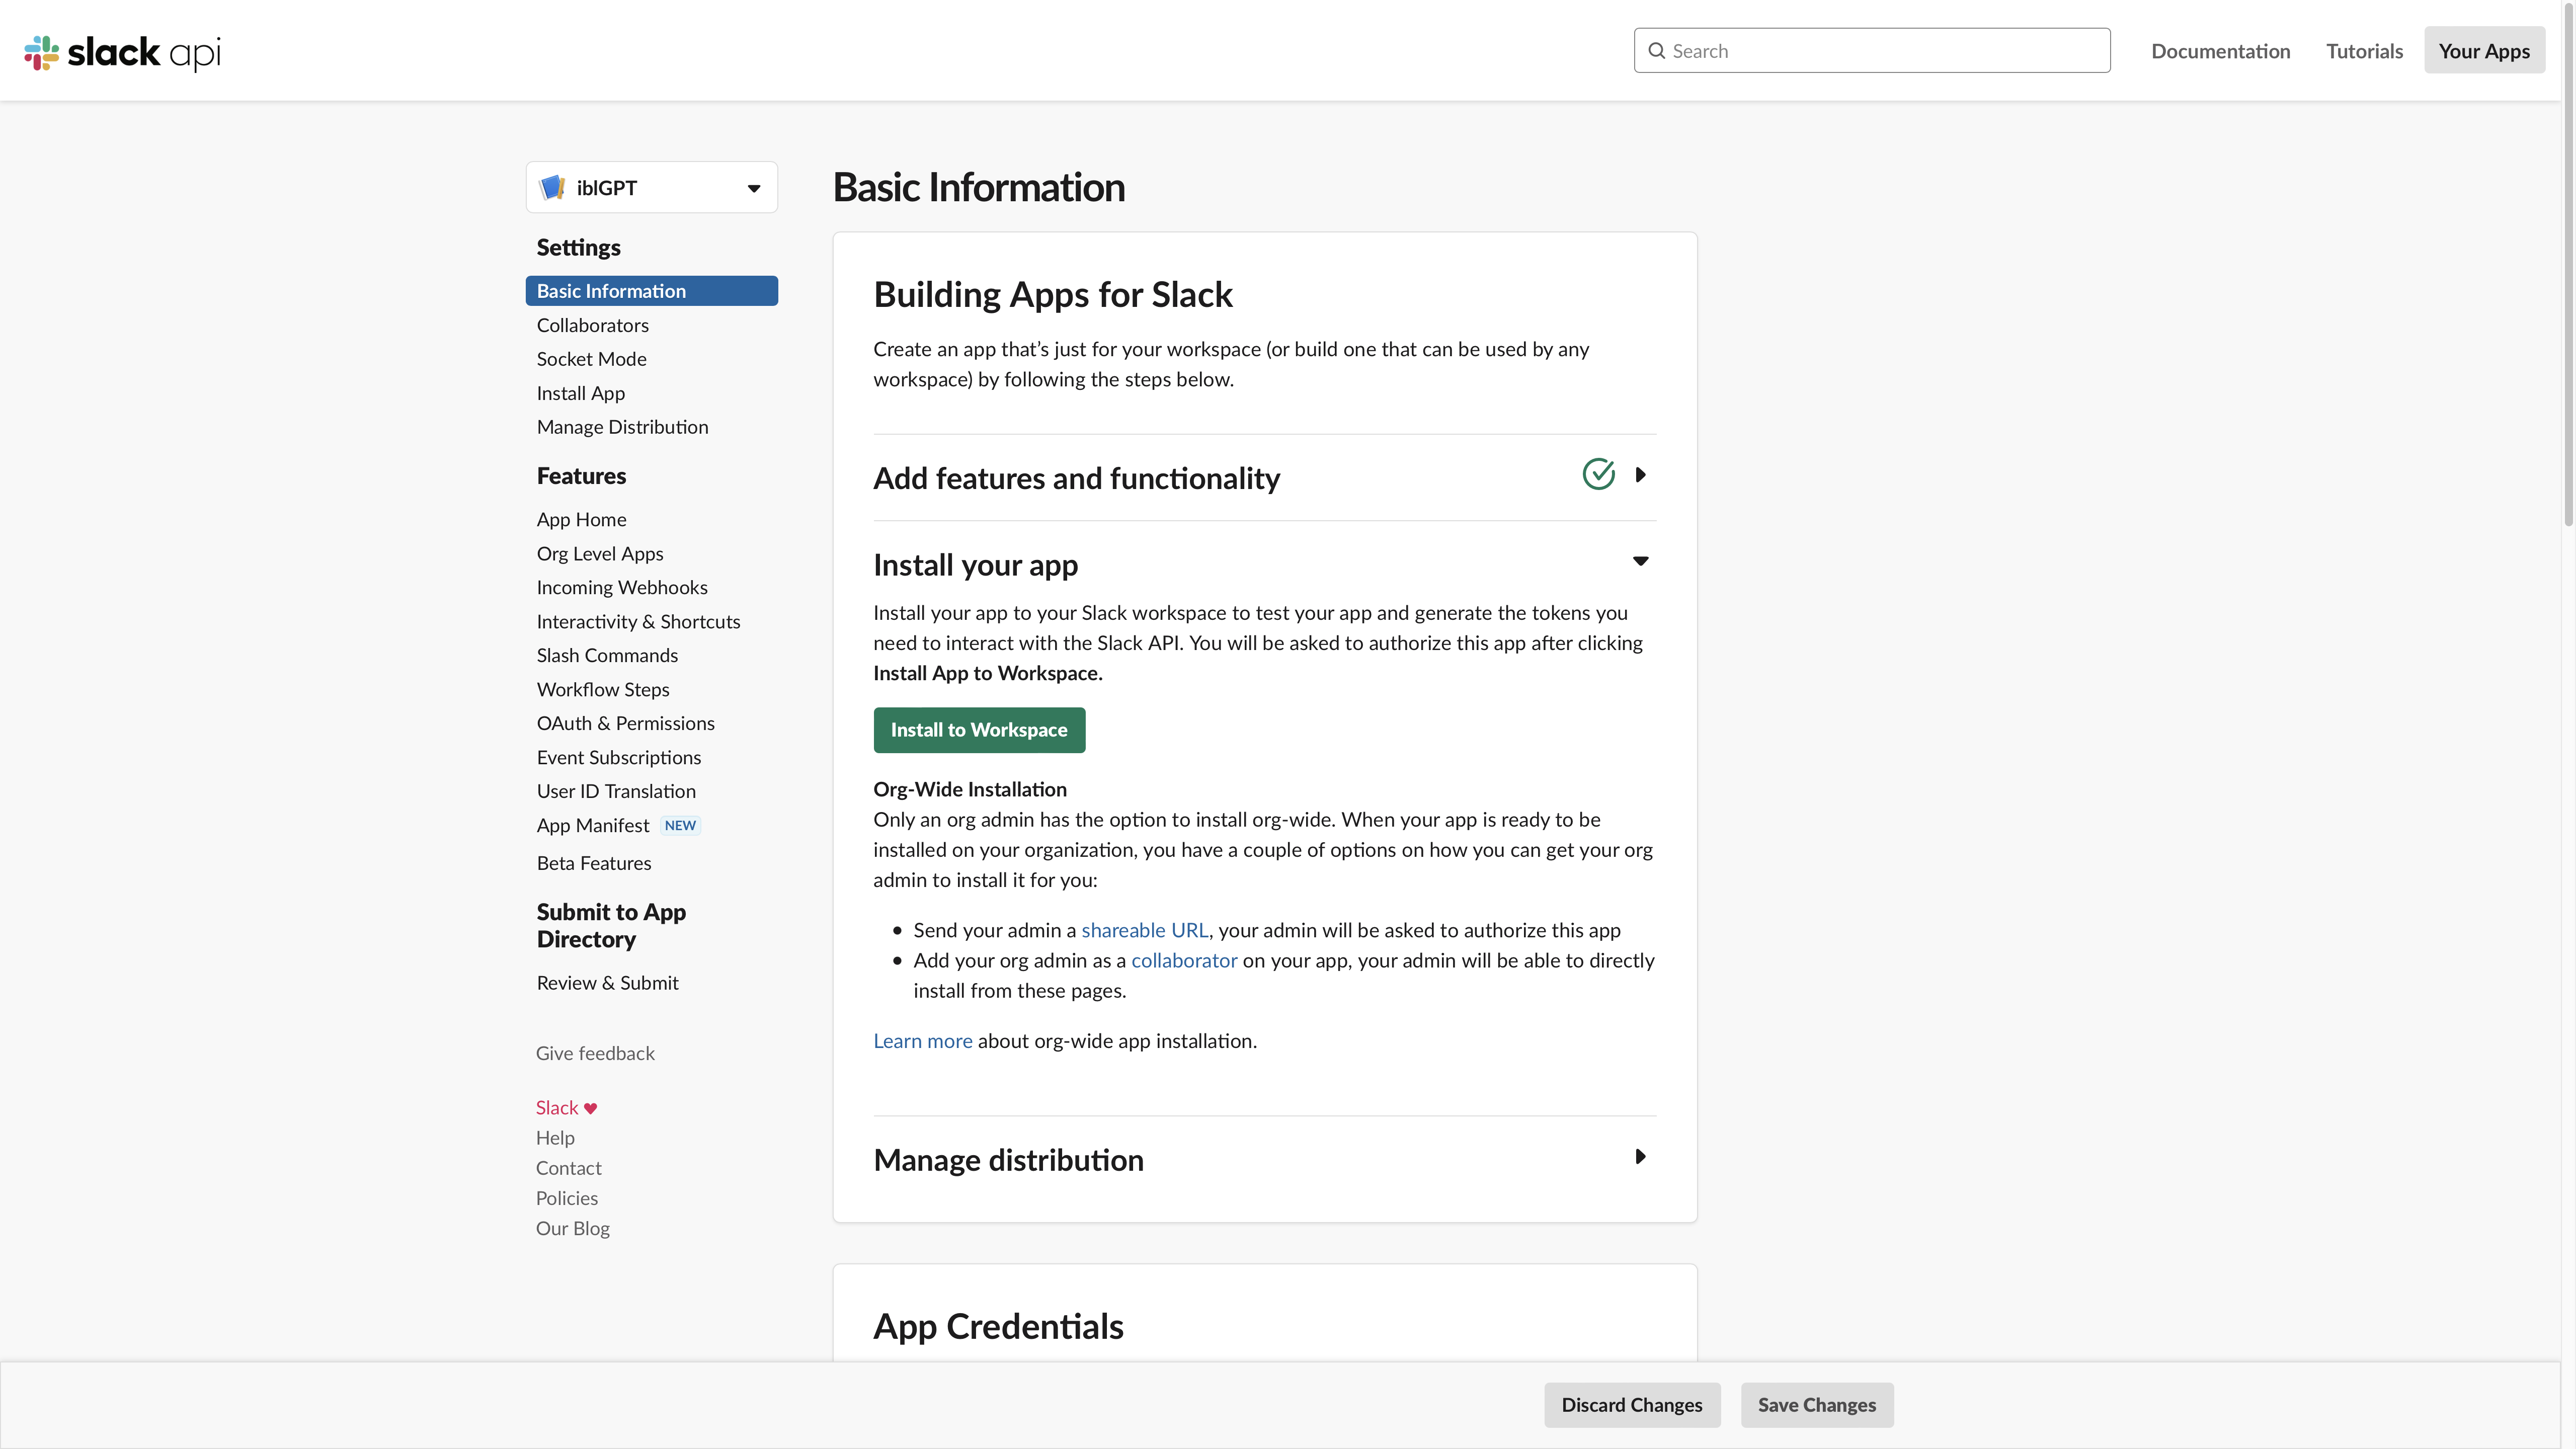 slack api
Search
Documentation
Tutorials
Your Apps
iblGPT
Settings
Basic Information
Collaborators
Socket Mode
Install App
Manage Distribution
Features
App Home
Org Level Apps
Incoming Webhooks
Interactivity & Shortcuts
Slash Commands
Workflow Steps
OAuth & Permissions
Event Subscriptions
User ID Translation
App Manifest NEW
Beta Features
Submit to App
Directory
Review & Submit
Give feedback
Slack ♥
Help
Contact
Policies
Our Blog
Basic Information
Building Apps for Slack
Create an app that’s just for your workspace (or build one that can be used by any
workspace) by following the steps below.
Add features and functionality
Install your app
Install your app to your Slack workspace to test your app and generate the tokens you
need to interact with the Slack API. You will be asked to authorize this app after clicking
Install App to Workspace.
Install to Workspace
Org-Wide Installation
Only an org admin has the option to install org-wide. When your app is ready to be
installed on your organization, you have a couple of options on how you can get your org
admin to install it for you:
• Send your admin a shareable URL, your admin will be asked to authorize this app
• Add your org admin as a collaborator on your app, your admin will be able to directly
install from these pages.
Learn more about org-wide app installation.
Manage distribution
App Credentials
Discard Changes
Save Changes